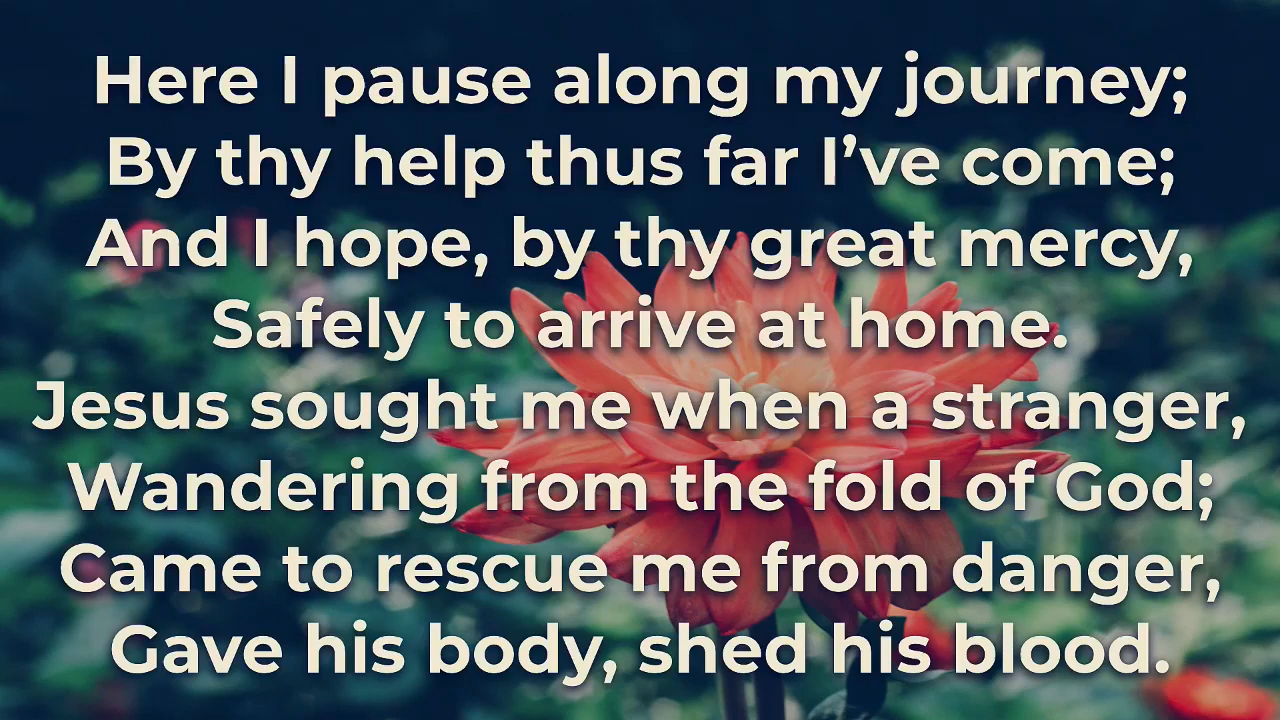 Here I pause along my journey;
By thy help thus far I’ve come;
And I hope, by thy great mercy,
Safely to arrive at home.
Jesus sought me when a stranger,
Wandering from the fold of God;
Came to rescue me from danger,
Gave his body, shed his blood.